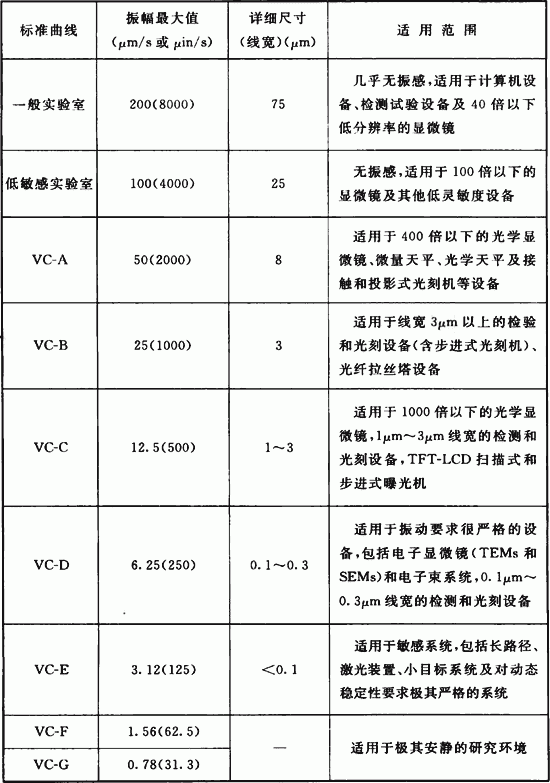 标准曲线
振幅最大值
(μm/s 或 μin/s)
详细尺寸
(线宽)(μm)
适用范围
一般实验室
200(8000)
75
几乎无振感,适用于计算机设
备、检测试验设备及 40 倍以下
低分辨率的显微镜
低敏感实验室
100(4000)
25
无振感,适用于 100 倍以下的
显微镜及其他低灵敏度设备
VC-A
50(2000)
8
适用于 400 倍以下的光学显
微镜、微量天平、光学天平及接
触和投影式光刻机等设备
VC-B
25(1000)
3
适用于线宽 3μm 以上的检验
和光刻设备(含步进式光刻机)、
光纤拉丝塔设备
VC-C
12.5(500)
1～3
适用于 1000 倍以下的光学显
微镜,1μm～3μm 线宽的检测和
光刻设备,TFT-LCD 扫描式和
步进式曝光机
VC-D
6.25(250)
0.1～0.3
适用于振动要求很严格的设
备,包括电子显微镜(TEMs 和
SEMs)和电子束系统,0.1μm～
0.3μm 线宽的检测和光刻设备
VC-E
3.12(125)
<0.1
适用于敏感系统,包括长路径、
激光装置、小目标系统及对动态
稳定性要求极其严格的系统
VC-F
1.56(62.5)
—
适用于极其安静的研究环境
VC-G
0.78(31.3)